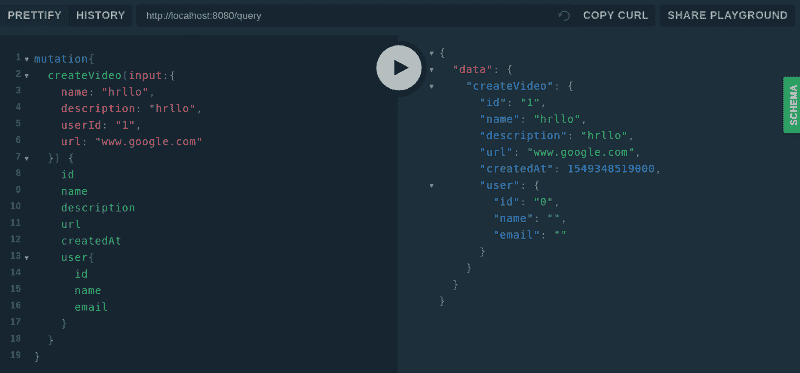 PRETTIFY HISTORY http://localhost:8080/query COPY CURL SHARE PLAYGROUND
1 mutation{
2 createVideo(input:{
3 name: "hrllo",
4 description: "hrllo",
5 userId: "1",
6 url: "www.google.com"
7 }) {
8 id
9 name
10 description
11 url
12 createdAt
13 user{
14 id
15 name
16 email
17 }
18 }
19 }
{
"data": {
"createVideo": {
"id": "1",
"name": "hrllo",
"description": "hrllo",
"url": "www.google.com",
"createdAt": 1549348519000,
"user": {
"id": "0",
"name": "",
"email": ""
}
}
}
}
SCHEMA